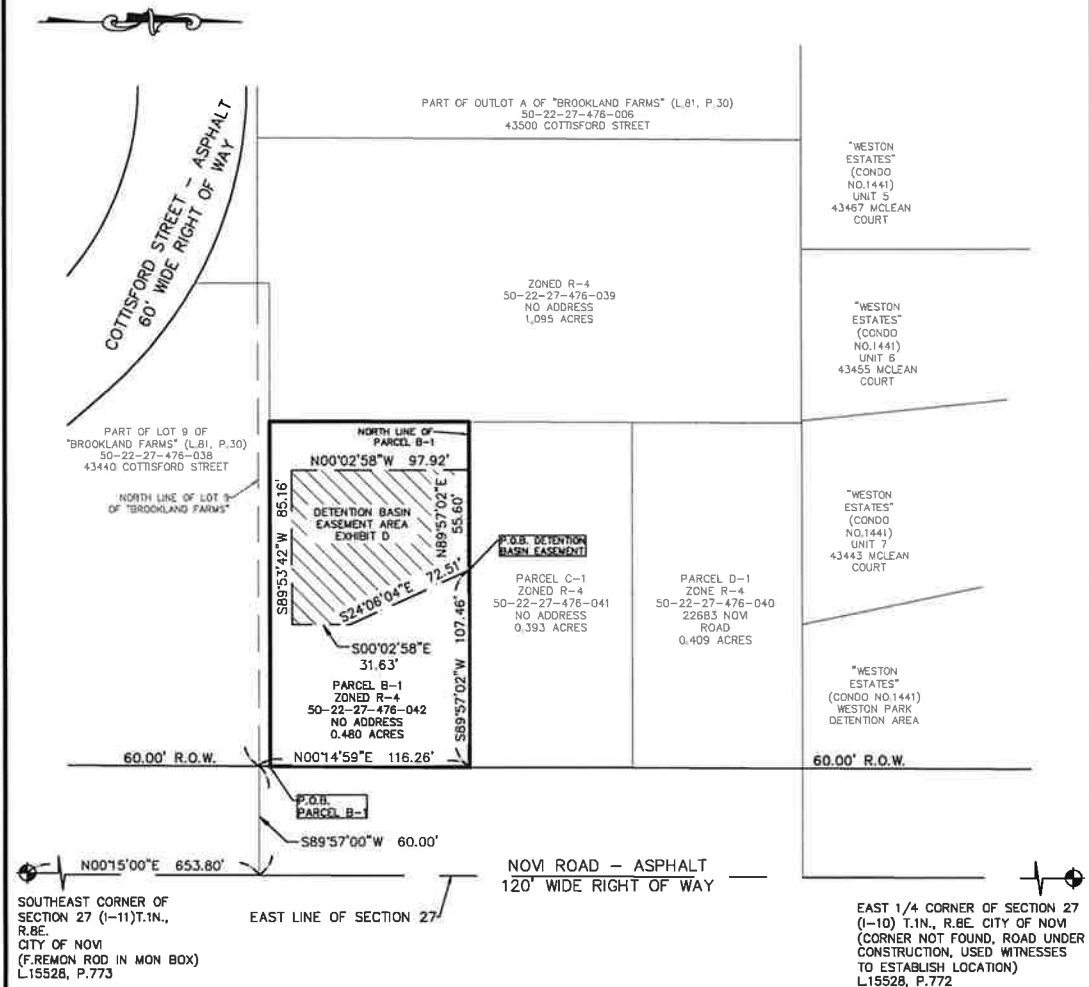 PART OF OUTLOT A OF "BROOKLAND FARMS" (L.81, P.30)
50-22-27-476-006
43500 COTTISFORD STREET
COTTISFORD STREET - ASPHALT
60' WIDE RIGHT OF WAY
"WESTON
ESTATES"
(CONDO
NO.1441)
UNIT 5
43467 MCLEAN
COURT
ZONED R-4
50-22-27-476-039
NO ADDRESS
1.095 ACRES
"WESTON
ESTATES"
(CONDO
NO.1441)
UNIT 6
43455 MCLEAN
COURT
PART OF LOT 9 OF
"BROOKLAND FARMS" (L.81, P.30)
50-22-27-476-038
43440 COTTISFORD STREET
NORTH LINE OF LOT 9
OF "BROOKLAND FARMS"
NORTH LINE OF
PARCEL B-1
N00°02'58"W 97.92'
S89°53'42"W 85.16'
DETENTION BASIN
EASEMENT AREA
EXHIBIT D
N89°57'02"E
55.60'
P.O.B. DETENTION
BASIN EASEMENT
S24°06'04"E 72.51'
S00°02'58"E
31.63'
S89°57'02"W 107.46'
PARCEL B-1
ZONED R-4
50-22-27-476-042
NO ADDRESS
0.480 ACRES
PARCEL C-1
ZONED R-4
50-22-27-476-041
NO ADDRESS
0.393 ACRES
PARCEL D-1
ZONE R-4
50-22-27-476-040
22683 NOVI
ROAD
0.409 ACRES
"WESTON
ESTATES"
(CONDO
NO.1441)
UNIT 7
43443 MCLEAN
COURT
"WESTON
ESTATES"
(CONDO NO.1441)
WESTON PARK
DETENTION AREA
60.00' R.O.W.
N00°14'59"E 116.26'
60.00' R.O.W.
P.O.B.
PARCEL B-1
S89°57'00"W 60.00'
N00°15'00"E 653.80'
NOVI ROAD - ASPHALT
120' WIDE RIGHT OF WAY
EAST LINE OF SECTION 27
SOUTHEAST CORNER OF
SECTION 27 (I-11)T.1N.,
R.8E.
CITY OF NOVI
(F.REMON ROD IN MON BOX)
L.15528, P.773
EAST 1/4 CORNER OF SECTION 27
(I-10) T.1N., R.8E. CITY OF NOVI
(CORNER NOT FOUND, ROAD UNDER
CONSTRUCTION, USED WITNESSES
TO ESTABLISH LOCATION)
L.15528, P.772